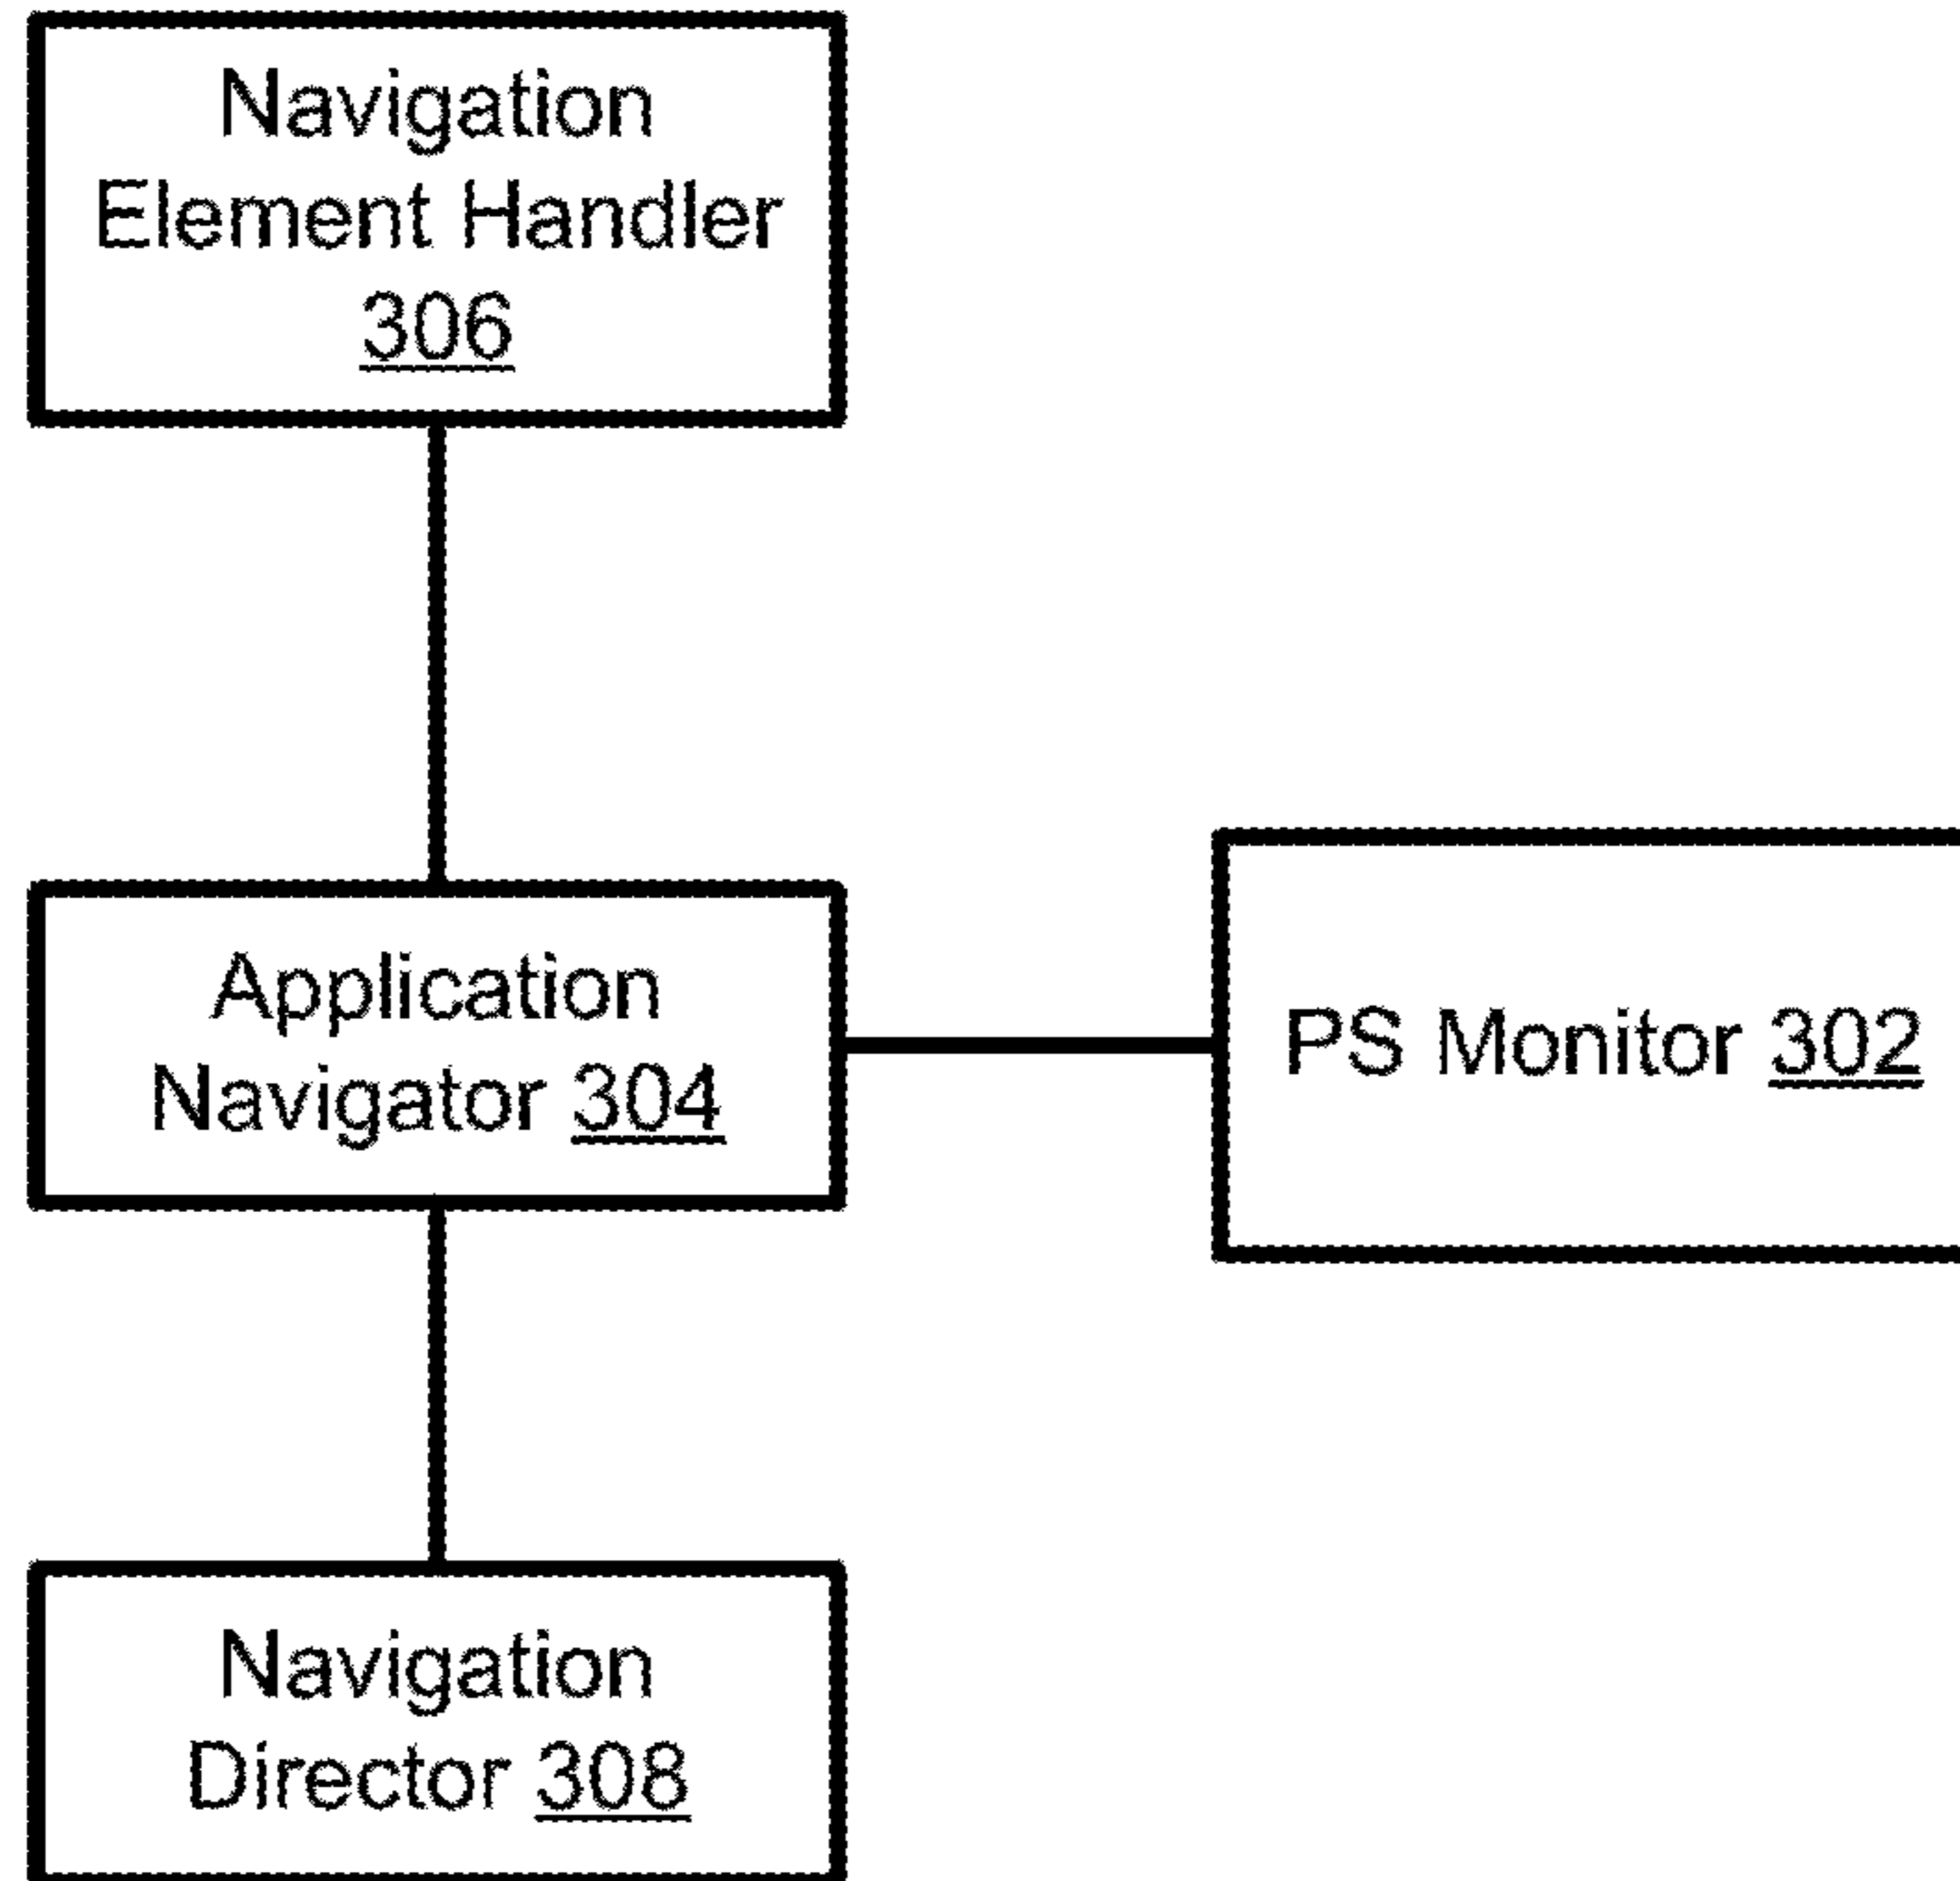 Navigation
Element Handler
306
Application
Navigator 304
PS Monitor 302
Navigation
Director 308